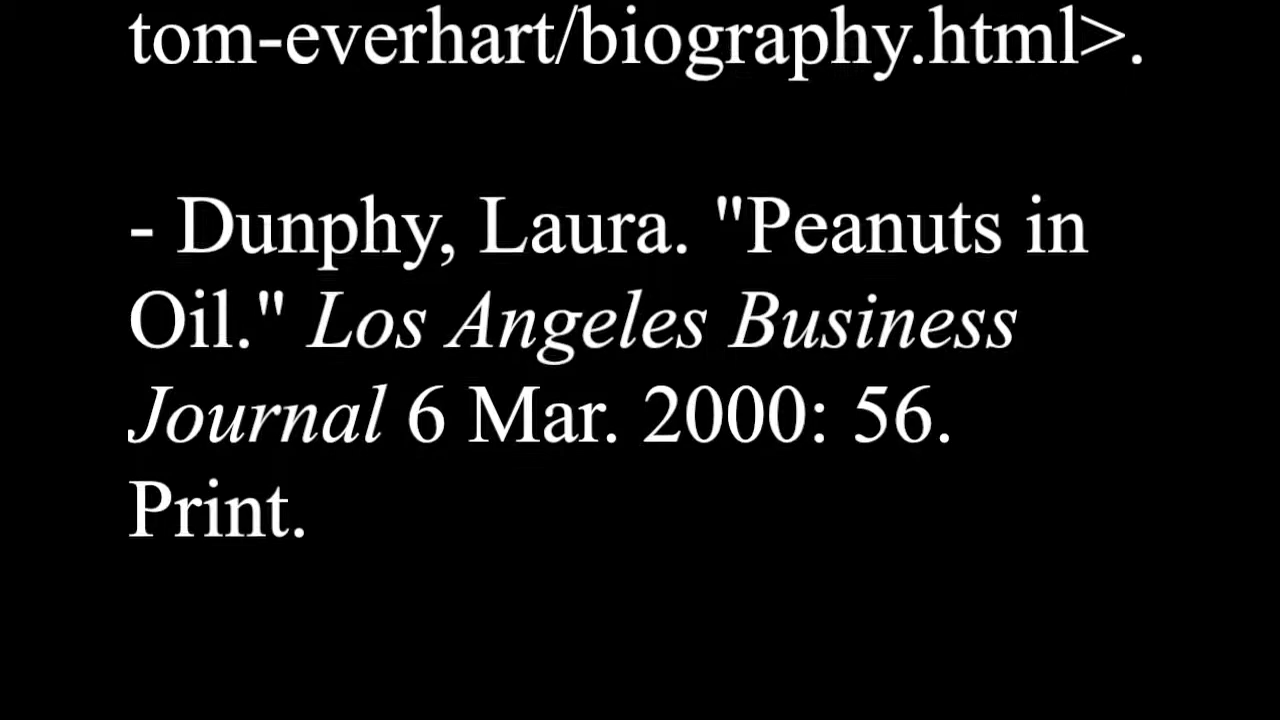 tom-everhart/biography.html>.
- Dunphy, Laura. "Peanuts in
Oil." Los Angeles Business
Journal 6 Mar. 2000: 56.
Print.